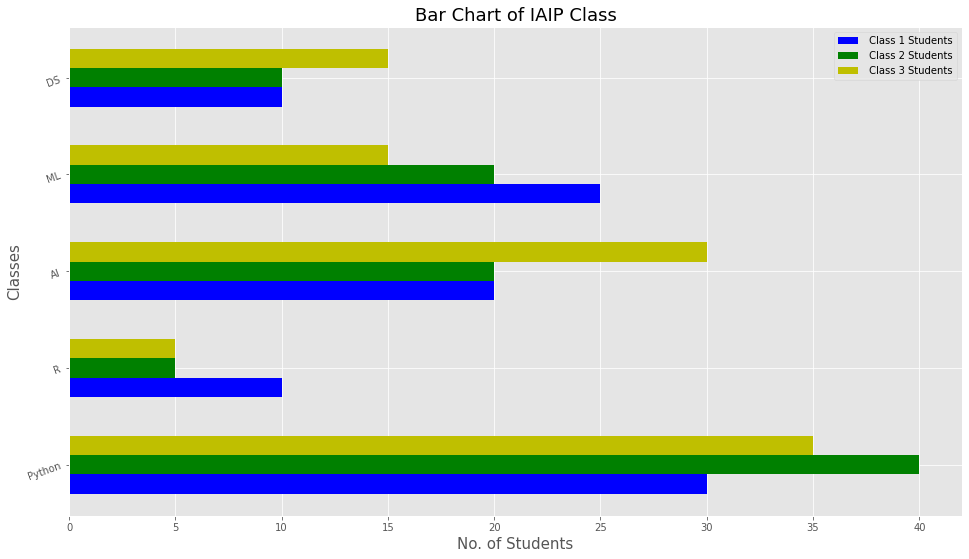 Bar Chart of IAIP Class
Class 1 Students
Class 2 Students
Class 3 Students
Classes
DS
ML
AI
R
Python
0 5 10 15 20 25 30 35 40
No. of Students